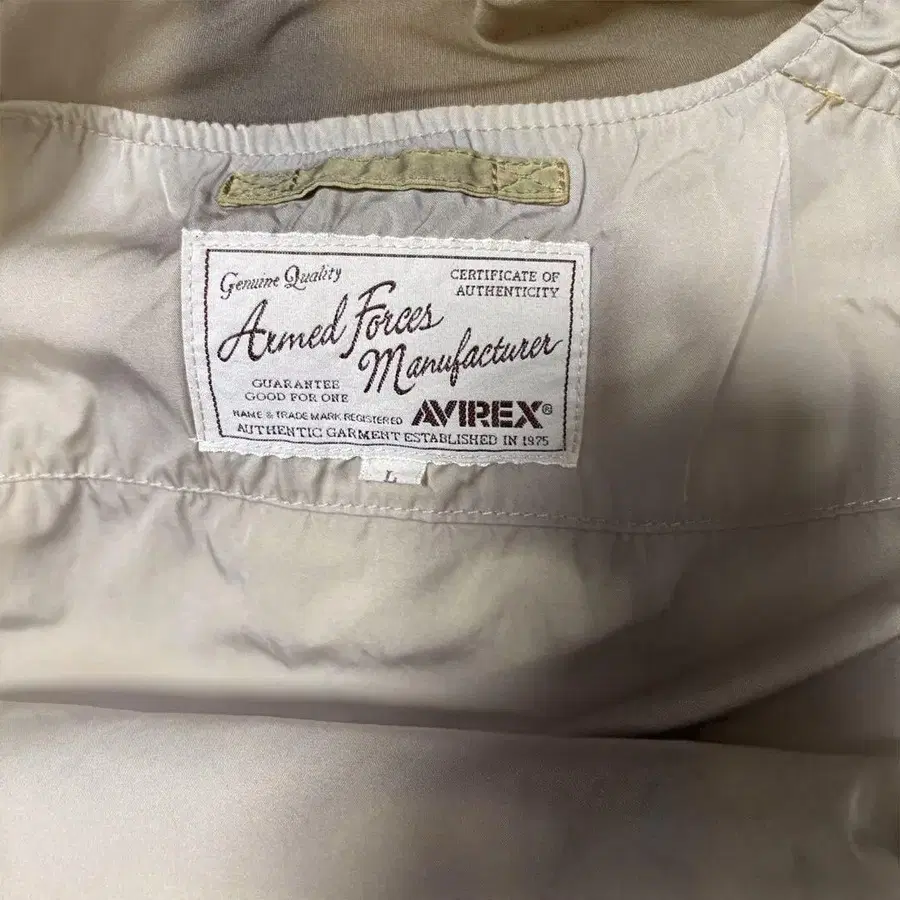 Genuine Quality
CERTIFICATE OF
AUTHENTICITY
Armed Forces
Manufacturer
GUARANTEE
GOOD FOR ONE
NAME & TRADE MARK REGISTERED
AVIREX®
AUTHENTIC GARMENT ESTABLISHED IN 1975
L